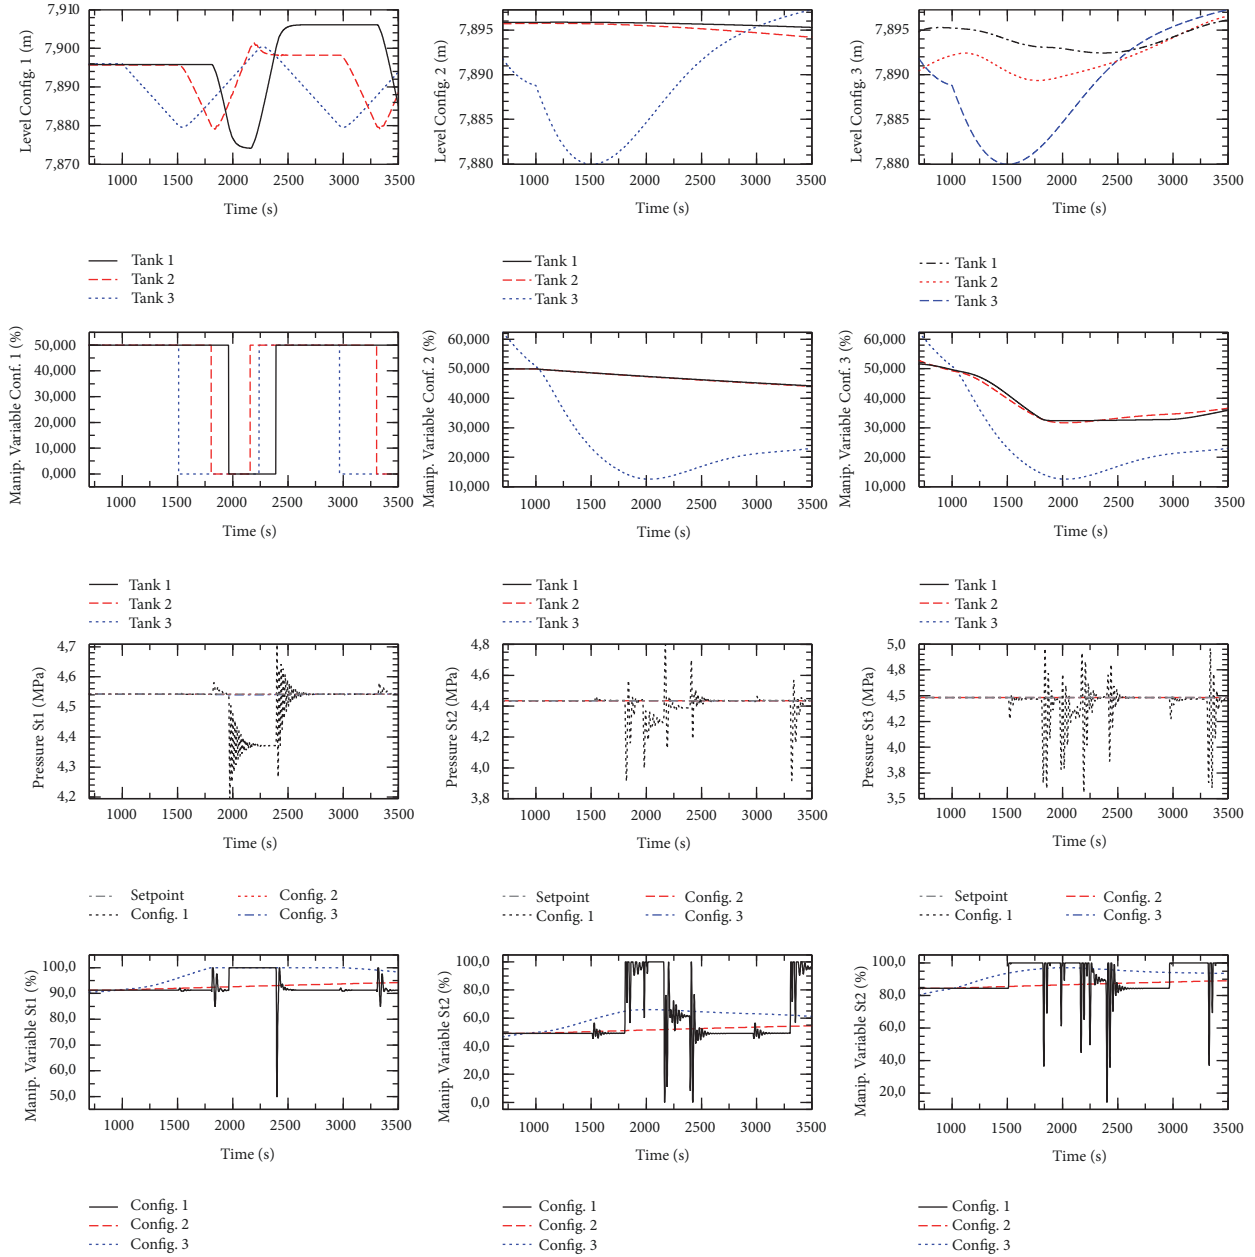 Level Config. 1 (m)
7,910
7,900
7,890
7,880
7,870
1000 1500 2000 2500 3000 3500
Time (s)
Tank 1
Tank 2
Tank 3
Level Config. 2 (m)
7,895
7,890
7,885
7,880
1000 1500 2000 2500 3000 3500
Time (s)
Tank 1
Tank 2
Tank 3
Level Config. 3 (m)
7,895
7,890
7,885
7,880
1000 1500 2000 2500 3000 3500
Time (s)
Tank 1
Tank 2
Tank 3
Manip. Variable Conf. 1 (%)
50,000
40,000
30,000
20,000
10,000
0,000
1000 1500 2000 2500 3000 3500
Time (s)
Tank 1
Tank 2
Tank 3
Manip. Variable Conf. 2 (%)
60,000
50,000
40,000
30,000
20,000
10,000
1000 1500 2000 2500 3000 3500
Time (s)
Tank 1
Tank 2
Tank 3
Manip. Variable Conf. 3 (%)
60,000
50,000
40,000
30,000
20,000
10,000
1000 1500 2000 2500 3000 3500
Time (s)
Tank 1
Tank 2
Tank 3
Pressure St1 (MPa)
4,7
4,5
4,4
4,3
4,2
1000 1500 2000 2500 3000 3500
Time (s)
Setpoint
Config. 1
Config. 2
Config. 3
Pressure St2 (MPa)
4,8
4,6
4,4
4,2
4,0
3,8
1000 1500 2000 2500 3000 3500
Time (s)
Setpoint
Config. 1
Config. 2
Config. 3
Pressure St3 (MPa)
5,0
4,8
4,5
4,2
4,0
3,8
3,5
1000 1500 2000 2500 3000 3500
Time (s)
Setpoint
Config. 1
Config. 2
Config. 3
Manip. Variable St1 (%)
100,0
90,0
80,0
70,0
60,0
50,0
1000 1500 2000 2500 3000 3500
Time (s)
Config. 1
Config. 2
Config. 3
Manip. Variable St2 (%)
100,0
80,0
60,0
40,0
20,0
0,0
1000 1500 2000 2500 3000 3500
Time (s)
Config. 1
Config. 2
Config. 3
Manip. Variable St2 (%)
100,0
80,0
60,0
40,0
20,0
1000 1500 2000 2500 3000 3500
Time (s)
Config. 1
Config. 2
Config. 3